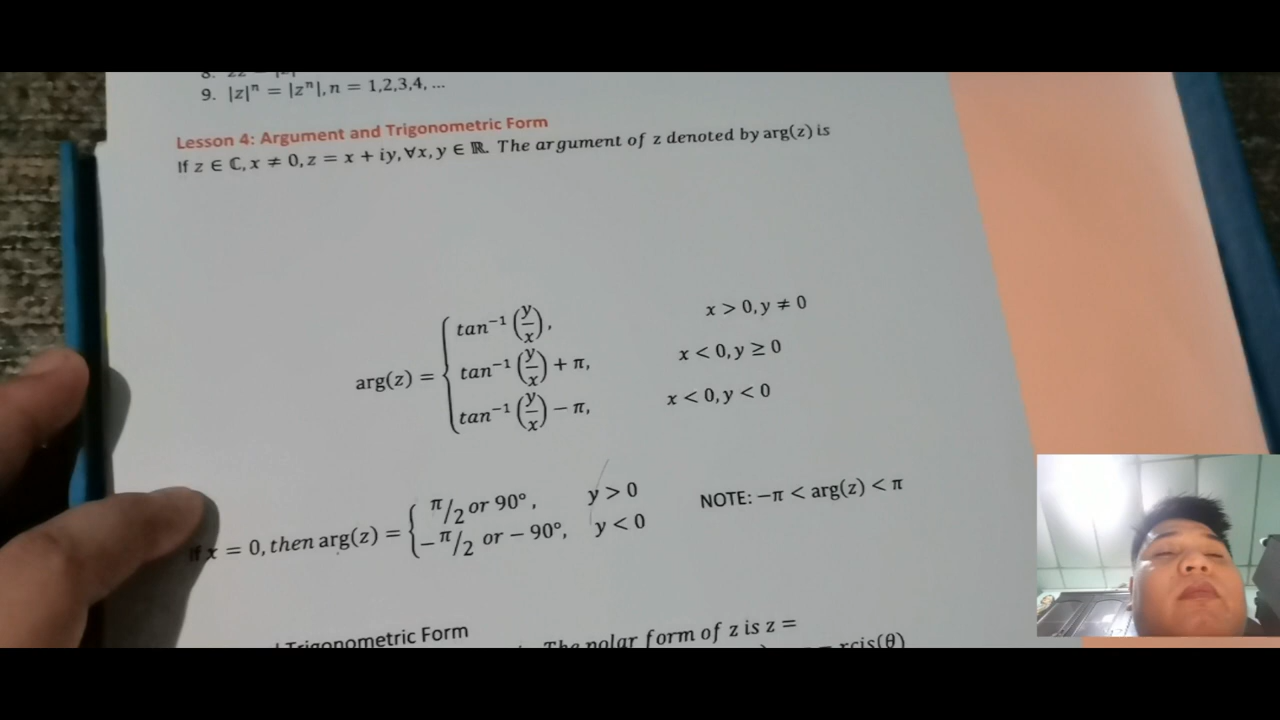 9. |z|ⁿ = |zⁿ|, n = 1,2,3,4, ...
Lesson 4: Argument and Trigonometric Form
If z ∈ ℂ, x ≠ 0, z = x + iy, ∀x, y ∈ ℝ. The argument of z denoted by arg(z) is
tan⁻¹(y/x), x > 0, y ≠ 0
arg(z) = { tan⁻¹(y/x) + π, x < 0, y ≥ 0
tan⁻¹(y/x) − π, x < 0, y < 0
π/2 or 90°, y > 0 NOTE: −π < arg(z) < π
If x = 0, then arg(z) = { −π/2 or − 90°, y < 0
Trigonometric Form
The polar form of z is z =
rcis(θ)